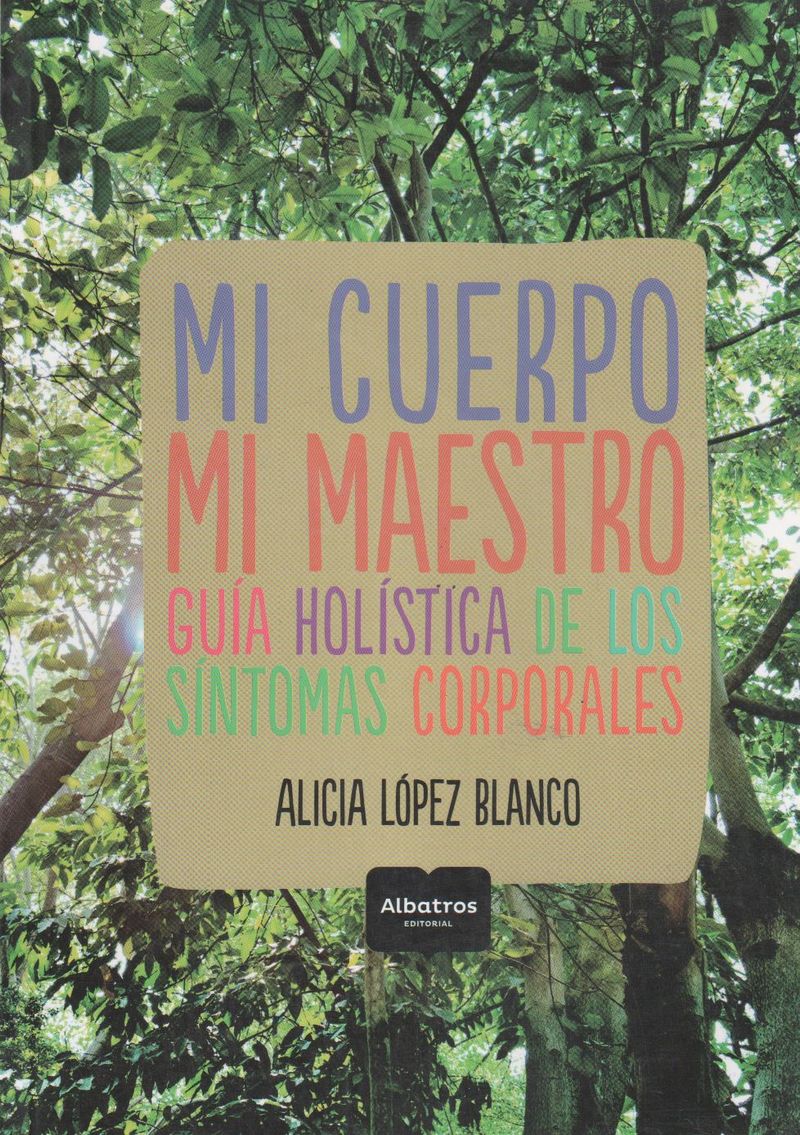 MI CUERPO
MI MAESTRO
GUÍA HOLÍSTICA DE LOS
SÍNTOMAS CORPORALES
ALICIA LÓPEZ BLANCO
Albatros
EDITORIAL